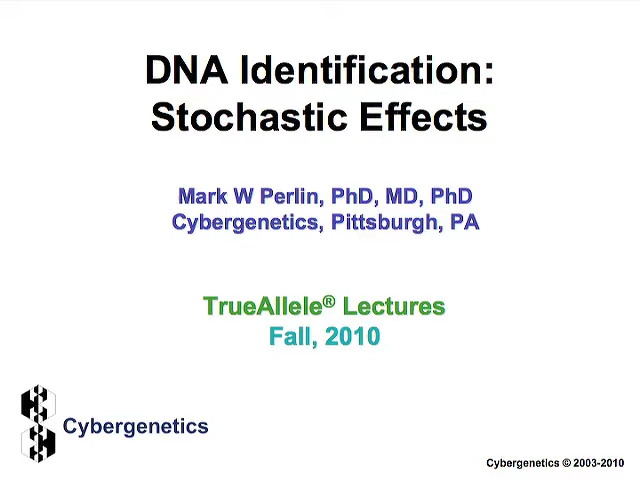 DNA Identification:
Stochastic Effects
Mark W Perlin, PhD, MD, PhD
Cybergenetics, Pittsburgh, PA
TrueAllele® Lectures
Fall, 2010
Cybergenetics
Cybergenetics © 2003-2010